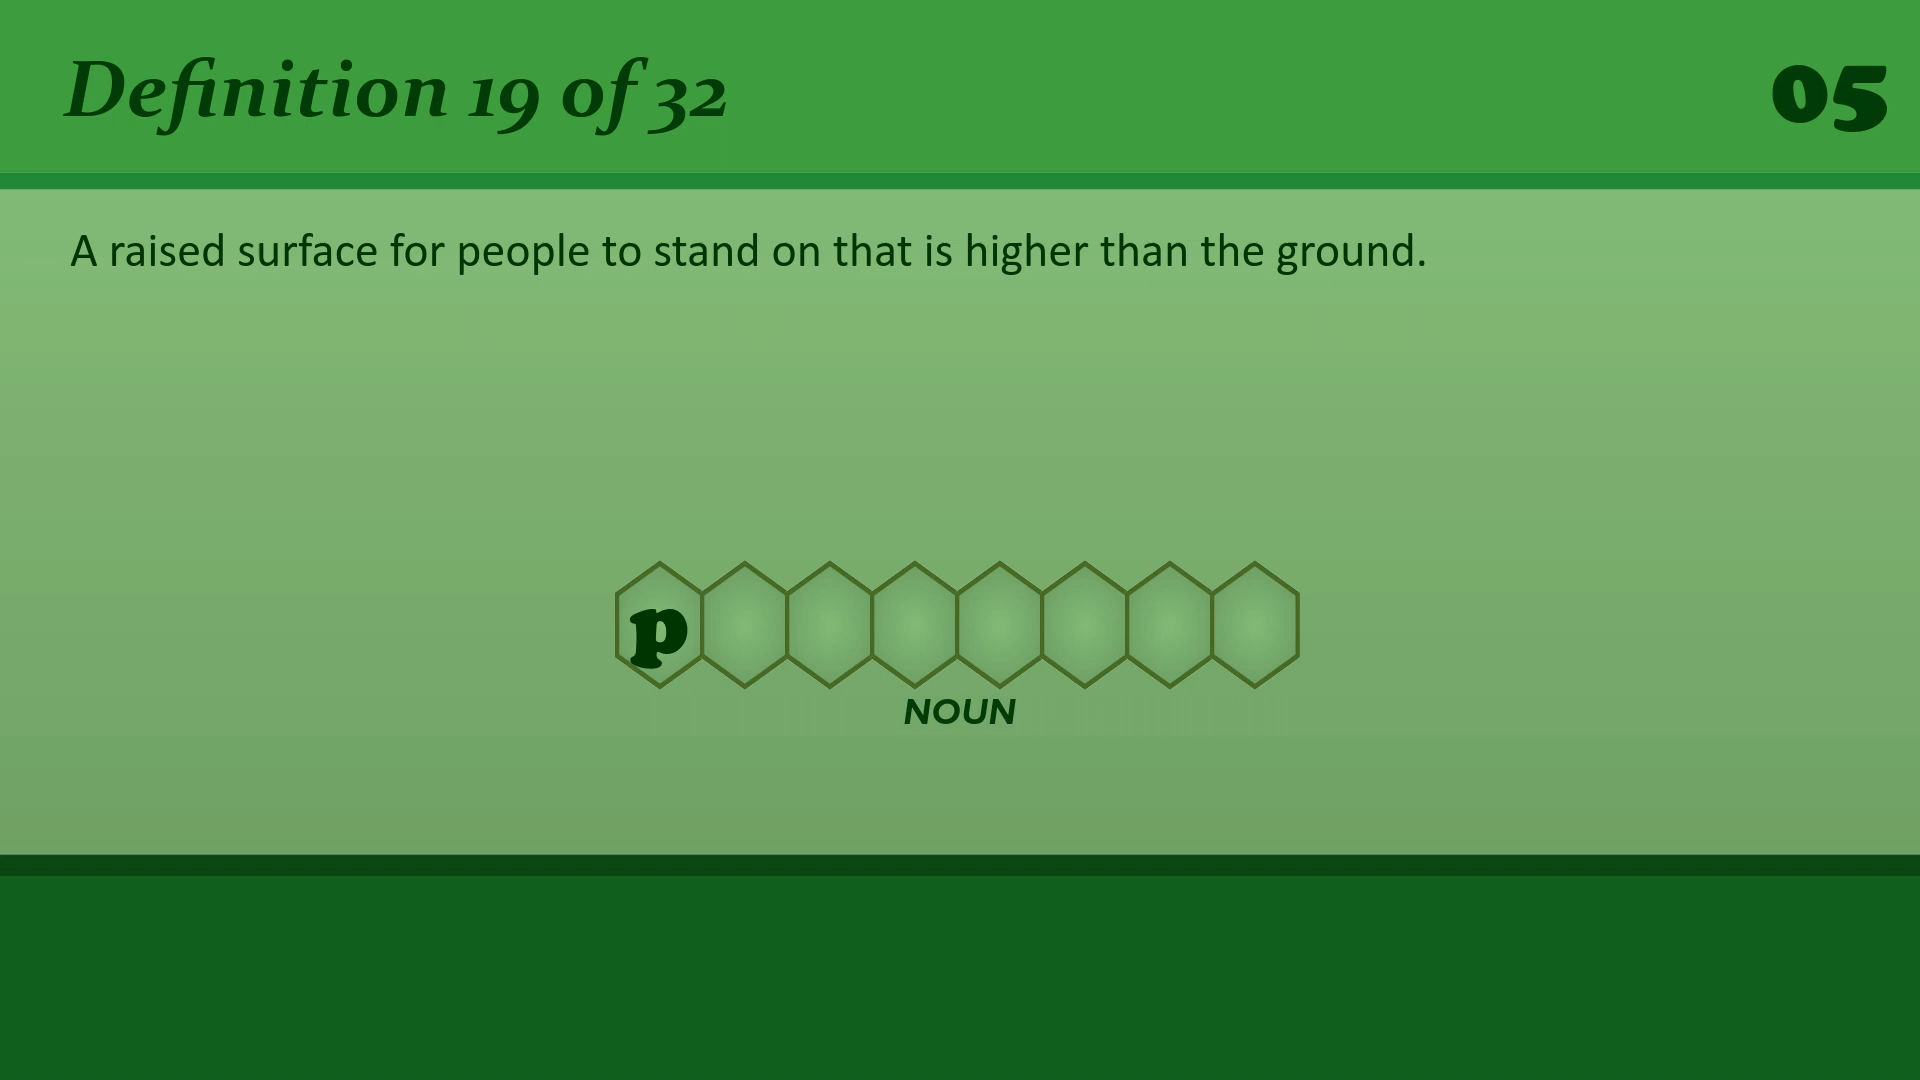 Definition 19 of 32
05
A raised surface for people to stand on that is higher than the ground.
p
NOUN